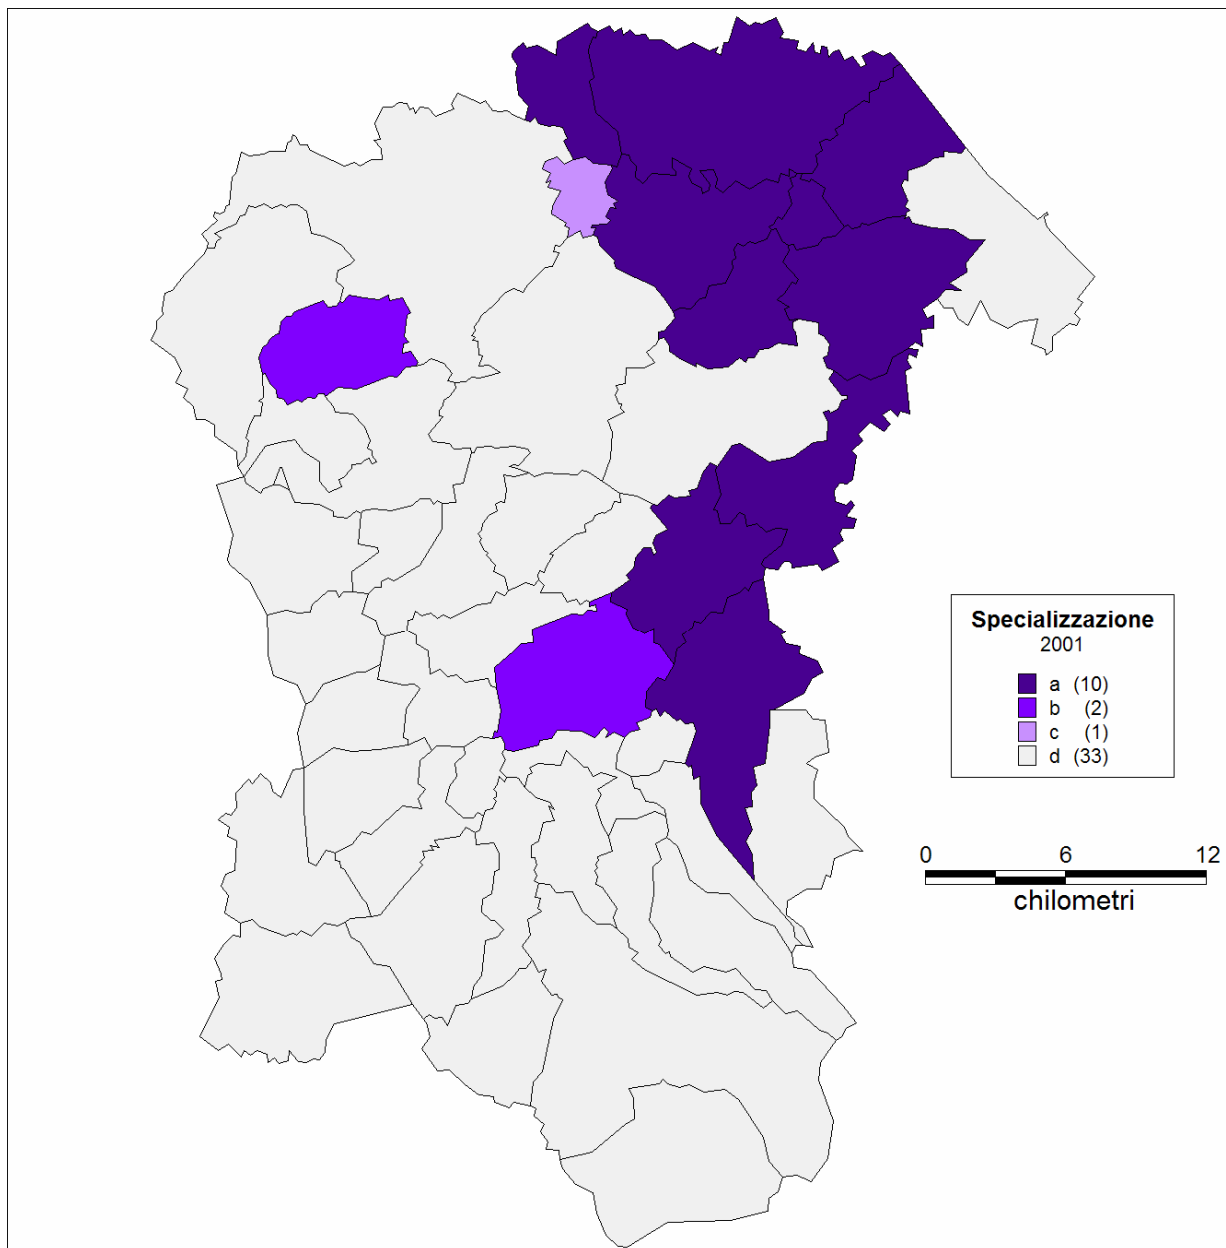 Specializzazione
2001
a (10)
b (2)
c (1)
d (33)
0 6 12
chilometri